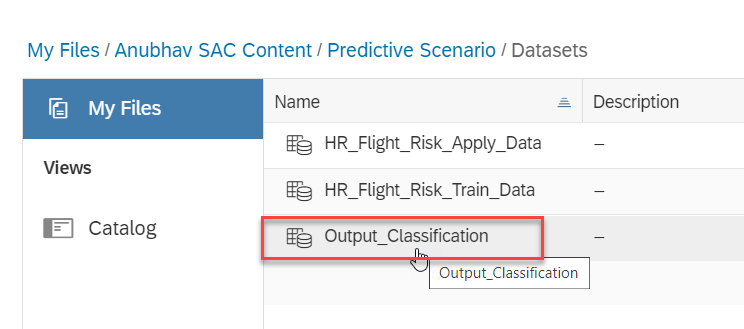 My Files / Anubhav SAC Content / Predictive Scenario / Datasets
My Files
Views
Catalog
Name
Description
HR_Flight_Risk_Apply_Data
–
HR_Flight_Risk_Train_Data
–
Output_Classification
–
Output_Classification